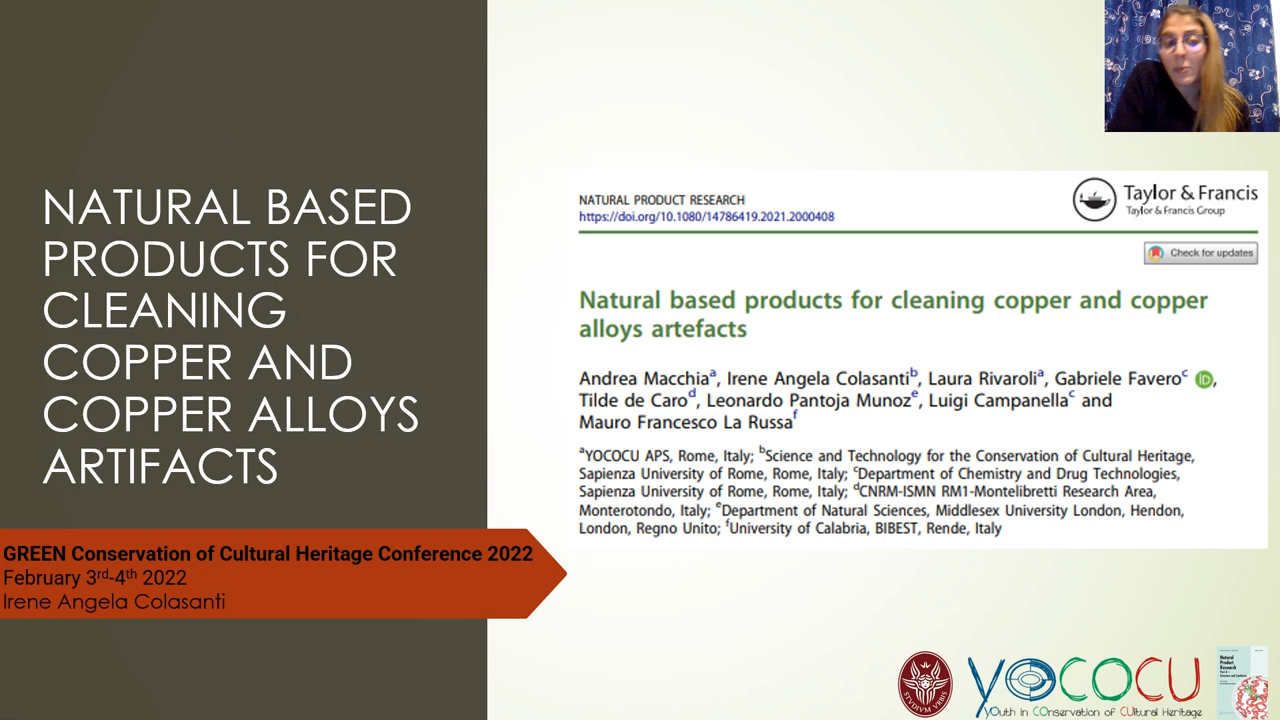 NATURAL BASED
PRODUCTS FOR
CLEANING
COPPER AND
COPPER ALLOYS
ARTIFACTS
GREEN Conservation of Cultural Heritage Conference 2022
February 3rd-4th 2022
Irene Angela Colasanti
NATURAL PRODUCT RESEARCH
https://doi.org/10.1080/14786419.2021.2000408
Taylor & Francis
Taylor & Francis Group
Check for updates
Natural based products for cleaning copper and copper
alloys artefacts
Andrea Macchiaa, Irene Angela Colasantib, Laura Rivarolia, Gabriele Faveroc iD,
Tilde de Carod, Leonardo Pantoja Munoze, Luigi Campanellac and
Mauro Francesco La Russaf
aYOCOCU APS, Rome, Italy; bScience and Technology for the Conservation of Cultural Heritage,
Sapienza University of Rome, Rome, Italy; cDepartment of Chemistry and Drug Technologies,
Sapienza University of Rome, Rome, Italy; dCNRM-ISMN RM1-Montelibretti Research Area,
Monterotondo, Italy; eDepartment of Natural Sciences, Middlesex University London, Hendon,
London, Regno Unito; fUniversity of Calabria, BIBEST, Rende, Italy
STVDIVM VRBIS
YOCOCU
yOuth in COnservation of CUltural Heritage
Natural
Product
Research